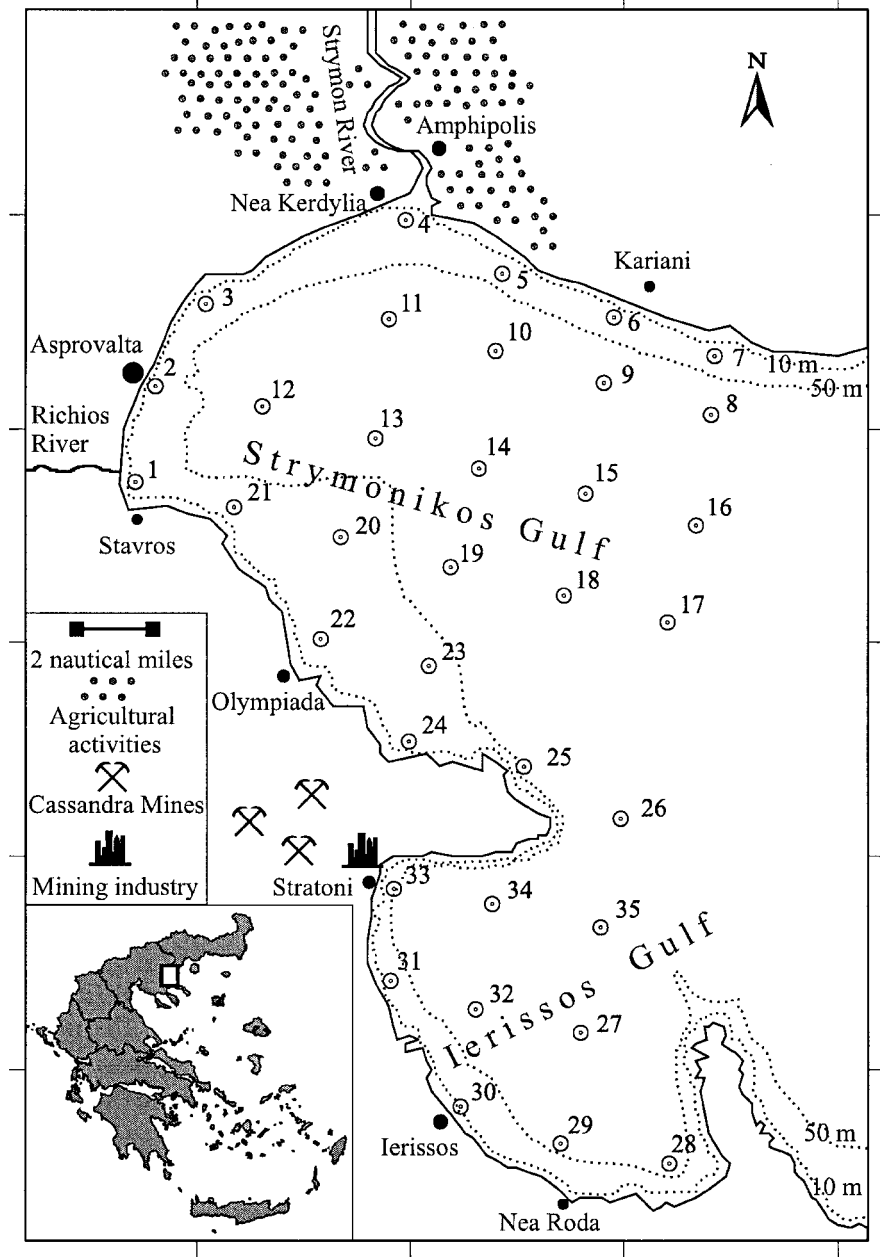 N
Strymon River
Amphipolis
Nea Kerdylia
4
Kariani
5
3
6
11
10
7
10 m
Asprovalta
2
9
50 m
12
8
Richios
River
13
14
Strymonikos Gulf
1
15
21
16
20
Stavros
19
18
17
22
2 nautical miles
23
Olympiada
Agricultural
activities
24
25
Cassandra Mines
26
Mining industry
Stratoni
33
34
35
Ierissos Gulf
31
32
27
30
29
28
50 m
Ierissos
10 m
Nea Roda